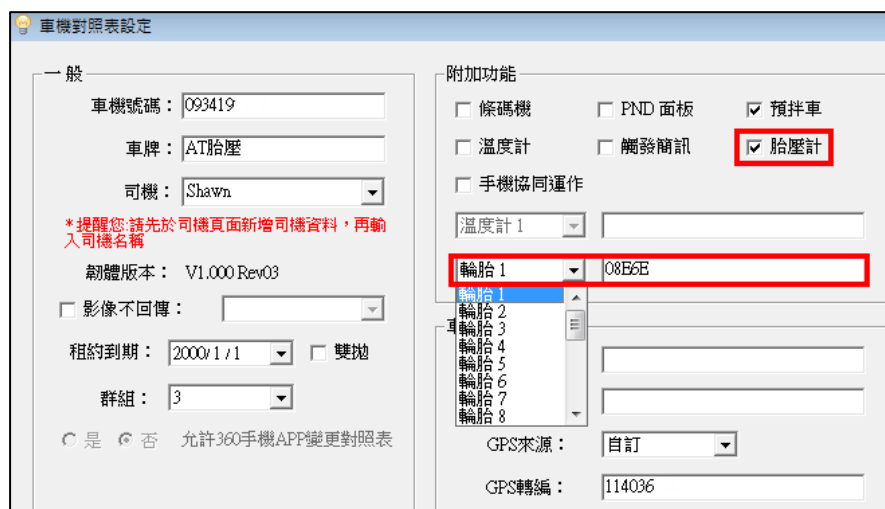 車機對照表設定
一般
車機號碼： 093419
車牌： AT胎壓
司機： Shawn
*提醒您:請先於司機頁面新增司機資料，再輸
入司機名稱
韌體版本： V1.000 Rev03
影像不回傳：
租約到期： 2000/ 1 / 1 雙拋
群組： 3
是 否 允許360手機APP變更對照表
附加功能
條碼機 PND 面板 預拌車
溫度計 觸發簡訊 胎壓計
手機協同運作
溫度計 1
輪胎 1 08E6E
輪胎 1
輪胎 2
輪胎 3
輪胎 4
輪胎 5
輪胎 6
輪胎 7
輪胎 8
GPS來源： 自訂
GPS轉編： 114036